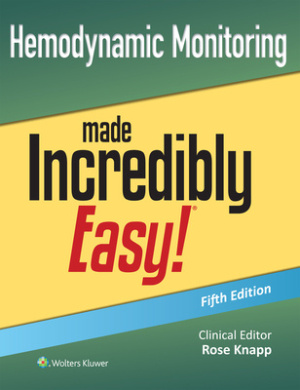 Hemodynamic Monitoring
made
Incredibly
Easy!®
Fifth Edition
Clinical Editor
Rose Knapp
Wolters Kluwer